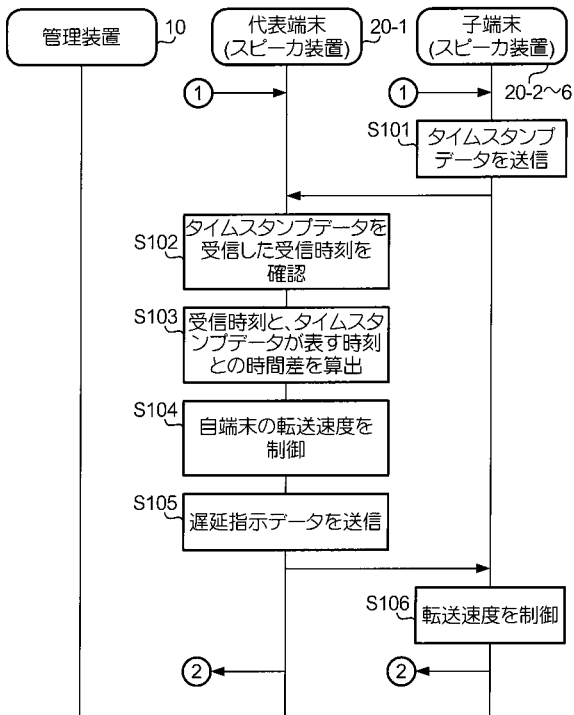 管理装置
10
代表端末
(スピーカ装置)
20-1
子端末
(スピーカ装置)
20-2～6
1
1
S101
タイムスタンプ
データを送信
S102
タイムスタンプデータを
受信した受信時刻を
確認
S103
受信時刻と、タイムスタ
ンプデータが表す時刻
との時間差を算出
S104
自端末の転送速度を
制御
S105
遅延指示データを送信
S106
転送速度を制御
2
2